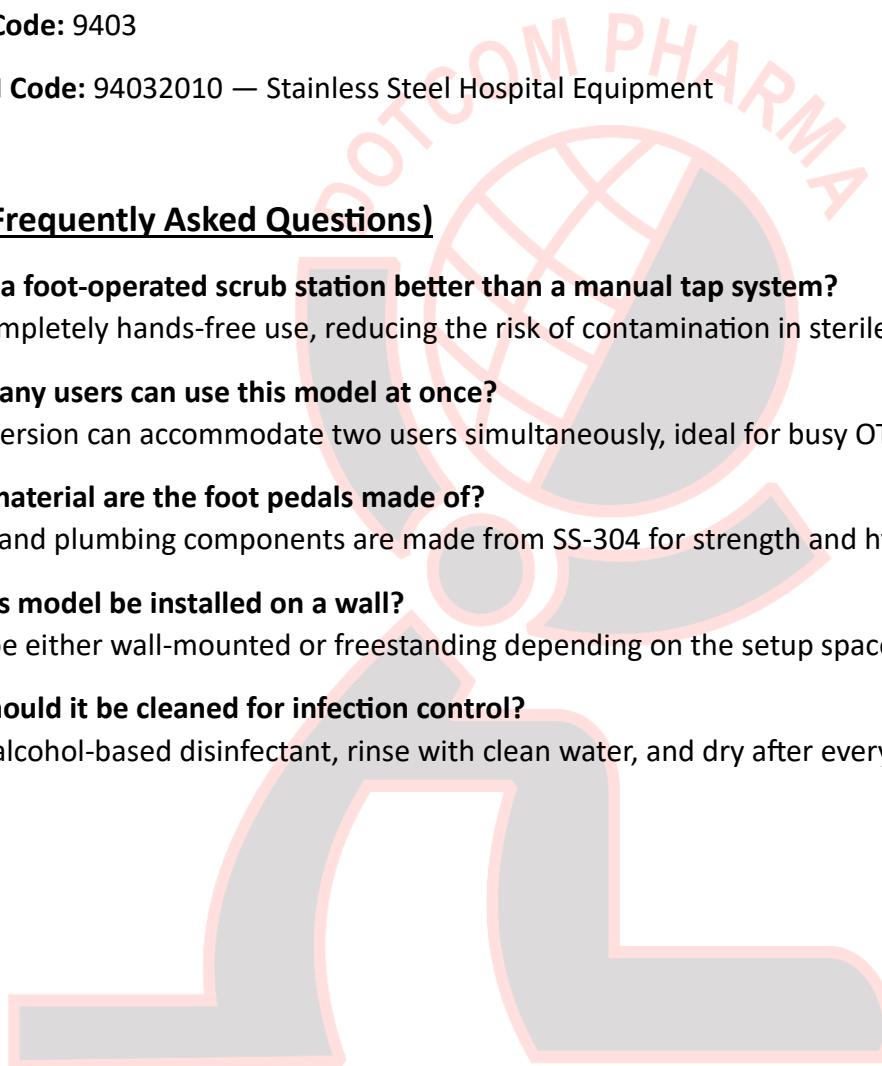 Code: 9403
Code: 94032010 — Stainless Steel Hospital Equipment
DOTCOM PHARMA
Frequently Asked Questions)
a foot-operated scrub station better than a manual tap system?
mpletely hands-free use, reducing the risk of contamination in sterile
any users can use this model at once?
ersion can accommodate two users simultaneously, ideal for busy OT
material are the foot pedals made of?
and plumbing components are made from SS-304 for strength and h
s model be installed on a wall?
be either wall-mounted or freestanding depending on the setup space
hould it be cleaned for infection control?
alcohol-based disinfectant, rinse with clean water, and dry after every